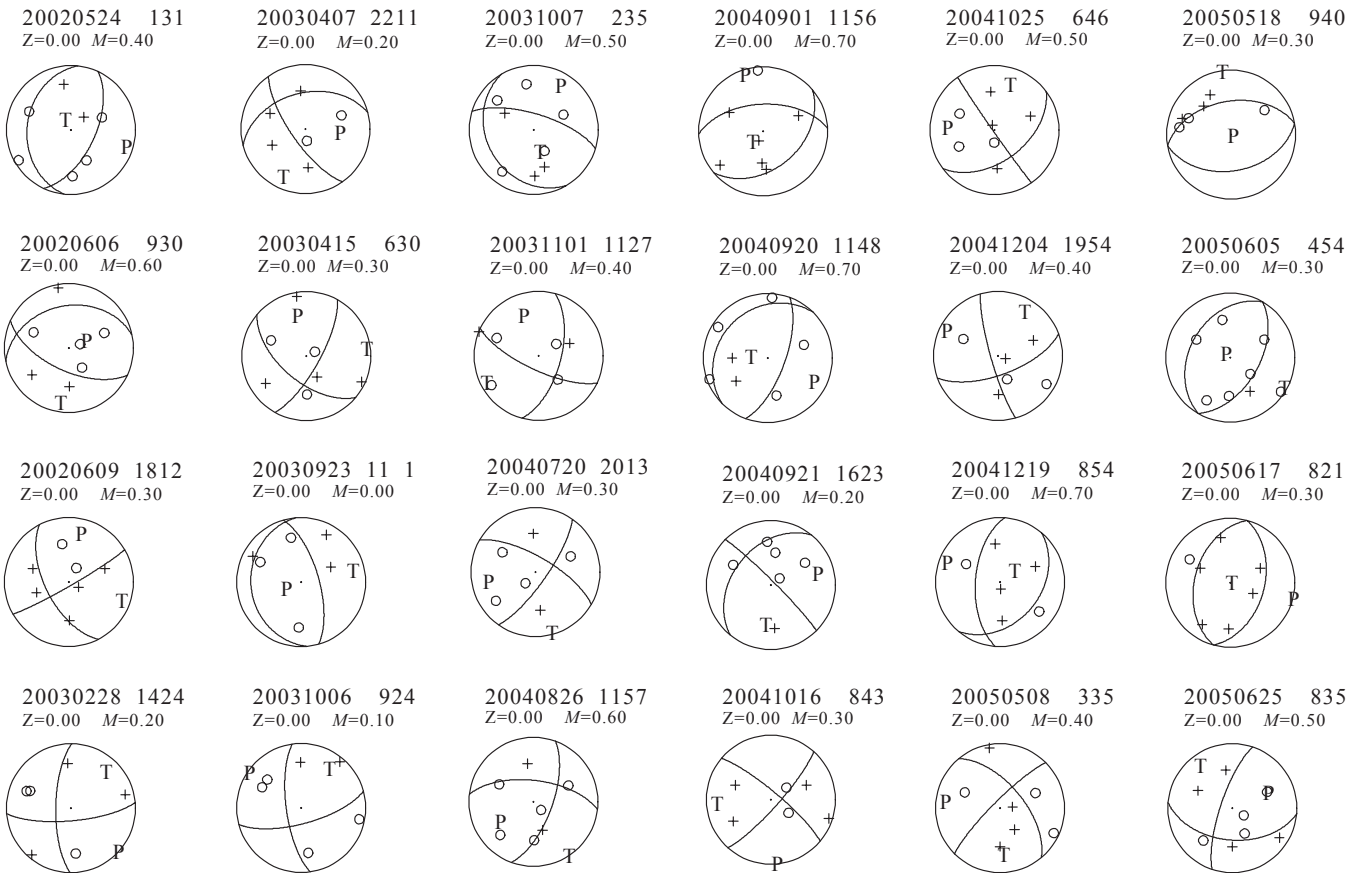 20020524 131 20030407 2211 20031007 235 20040901 1156 20041025 646 20050518 940
Z=0.00 M=0.40 Z=0.00 M=0.20 Z=0.00 M=0.50 Z=0.00 M=0.70 Z=0.00 M=0.50 Z=0.00 M=0.30
T P P T P T P T T P T P
20020606 930 20030415 630 20031101 1127 20040920 1148 20041204 1954 20050605 454
Z=0.00 M=0.60 Z=0.00 M=0.30 Z=0.00 M=0.40 Z=0.00 M=0.70 Z=0.00 M=0.40 Z=0.00 M=0.30
P T P T P T T P T P P T
20020609 1812 20030923 11 1 20040720 2013 20040921 1623 20041219 854 20050617 821
Z=0.00 M=0.30 Z=0.00 M=0.00 Z=0.00 M=0.30 Z=0.00 M=0.20 Z=0.00 M=0.70 Z=0.00 M=0.30
P T P T P T P T P T T P
20030228 1424 20031006 924 20040826 1157 20041016 843 20050508 335 20050625 835
Z=0.00 M=0.20 Z=0.00 M=0.10 Z=0.00 M=0.60 Z=0.00 M=0.30 Z=0.00 M=0.40 Z=0.00 M=0.50
T P P T P T T P P T T P